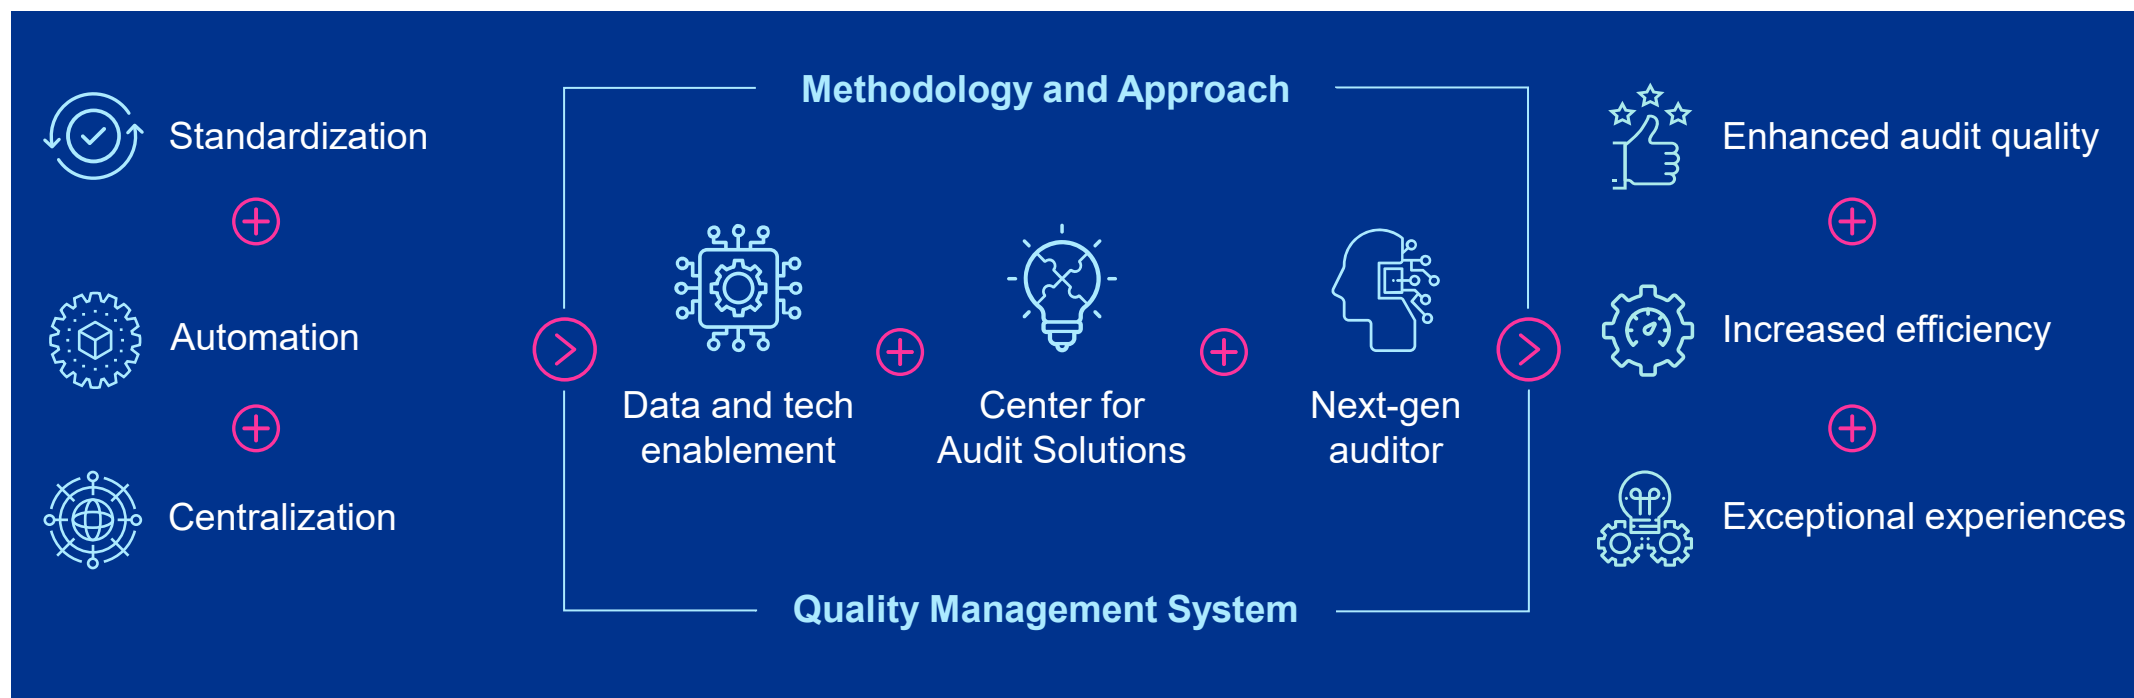 Standardization
Automation
Centralization
Methodology and Approach
Data and tech
enablement
Center for
Audit Solutions
Next-gen
auditor
Quality Management System
Enhanced audit quality
Increased efficiency
Exceptional experiences